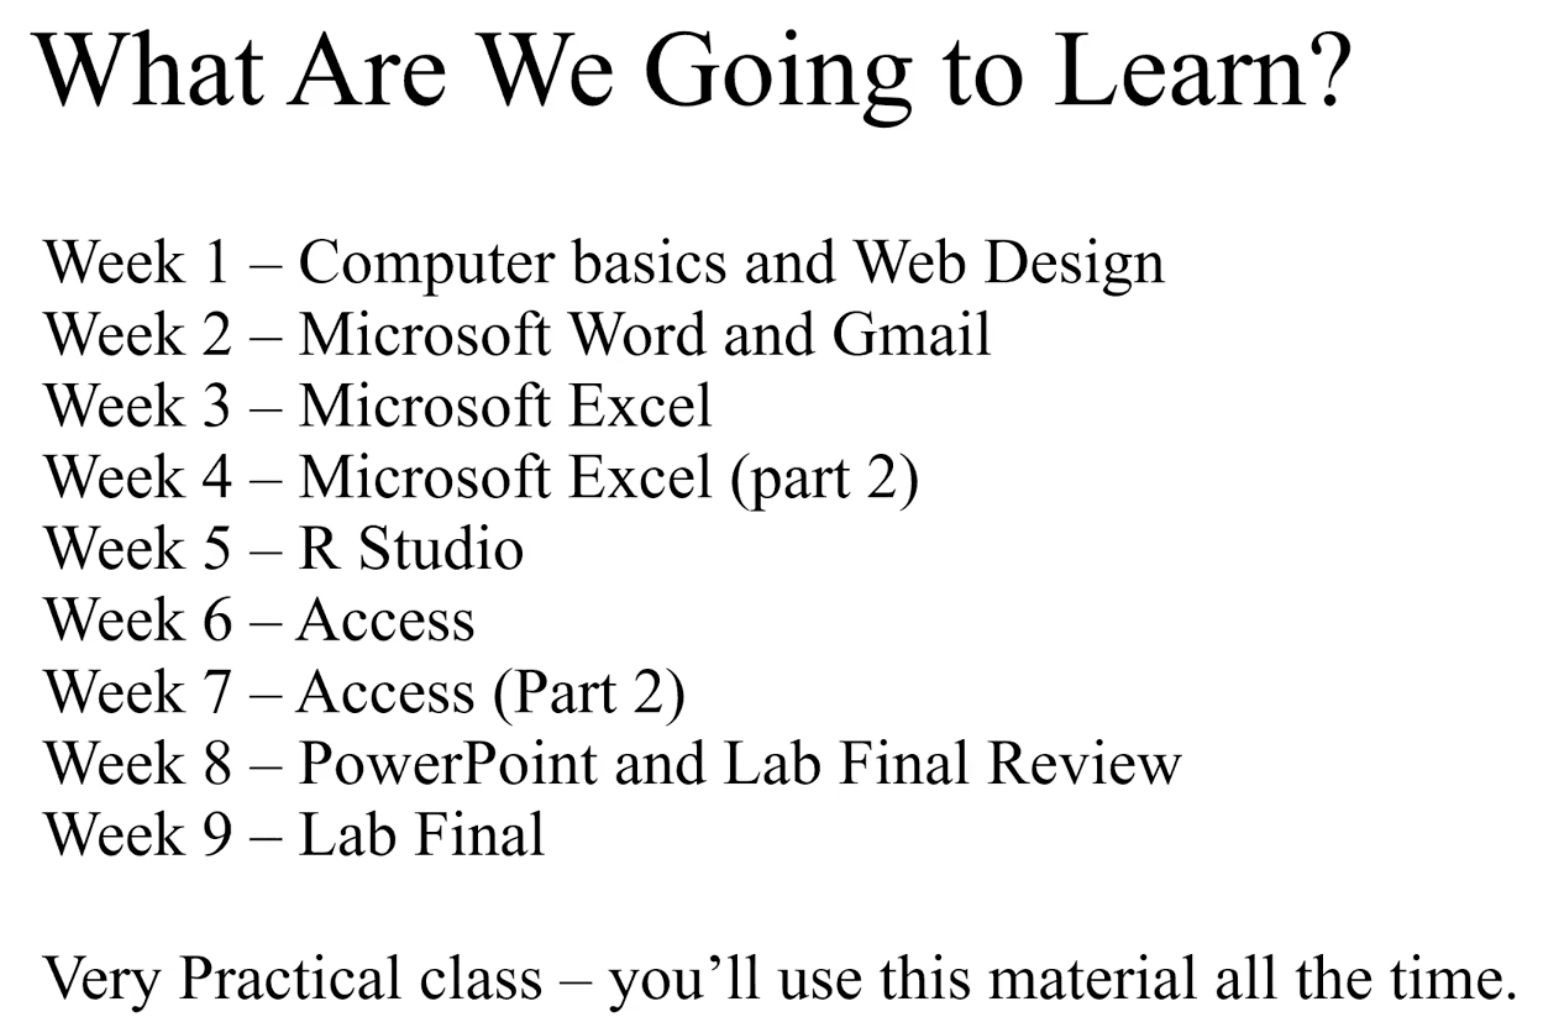 What Are We Going to Learn?
Week 1 – Computer basics and Web Design
Week 2 – Microsoft Word and Gmail
Week 3 – Microsoft Excel
Week 4 – Microsoft Excel (part 2)
Week 5 – R Studio
Week 6 – Access
Week 7 – Access (Part 2)
Week 8 – PowerPoint and Lab Final Review
Week 9 – Lab Final
Very Practical class – you’ll use this material all the time.